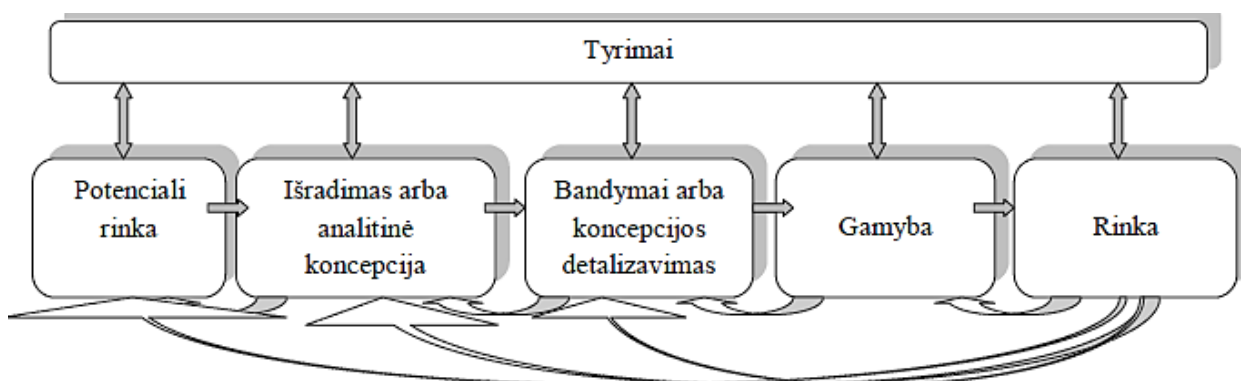 Tyrimai
Potenciali
rinka
Išradimas arba
analitinė
koncepcija
Bandymai arba
koncepcijos
detalizavimas
Gamyba
Rinka